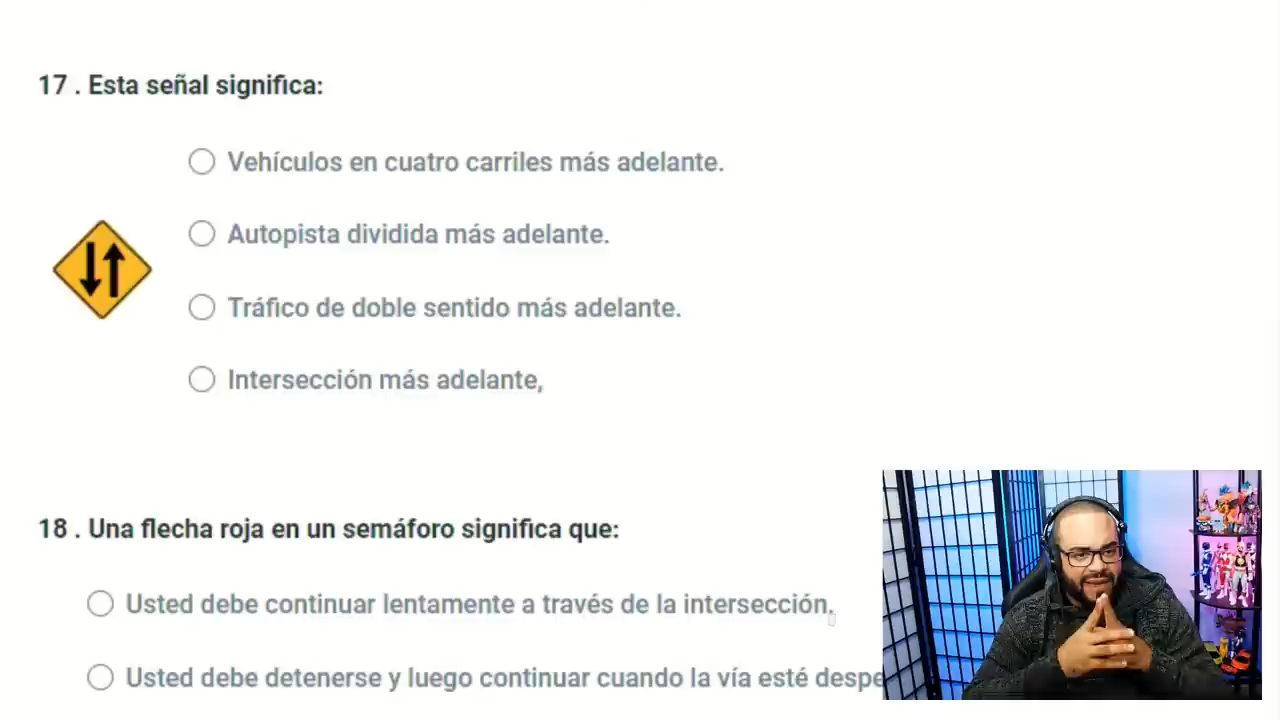 17 . Esta señal significa:
Vehículos en cuatro carriles más adelante.
Autopista dividida más adelante.
Tráfico de doble sentido más adelante.
Intersección más adelante,
18 . Una flecha roja en un semáforo significa que:
Usted debe continuar lentamente a través de la intersección.
Usted debe detenerse y luego continuar cuando la vía esté despe